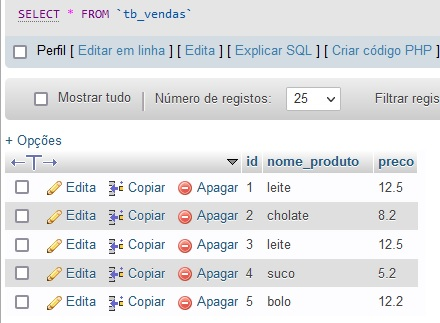 SELECT * FROM `tb_vendas`
Perfil [ Editar em linha ] [ Edita ] [ Explicar SQL ] [ Criar código PHP ]
Mostrar tudo Número de registos: 25 Filtrar regis
+ Opções
←T→ id nome_produto preco
Edita Copiar Apagar 1 leite 12.5
Edita Copiar Apagar 2 cholate 8.2
Edita Copiar Apagar 3 leite 12.5
Edita Copiar Apagar 4 suco 5.2
Edita Copiar Apagar 5 bolo 12.2